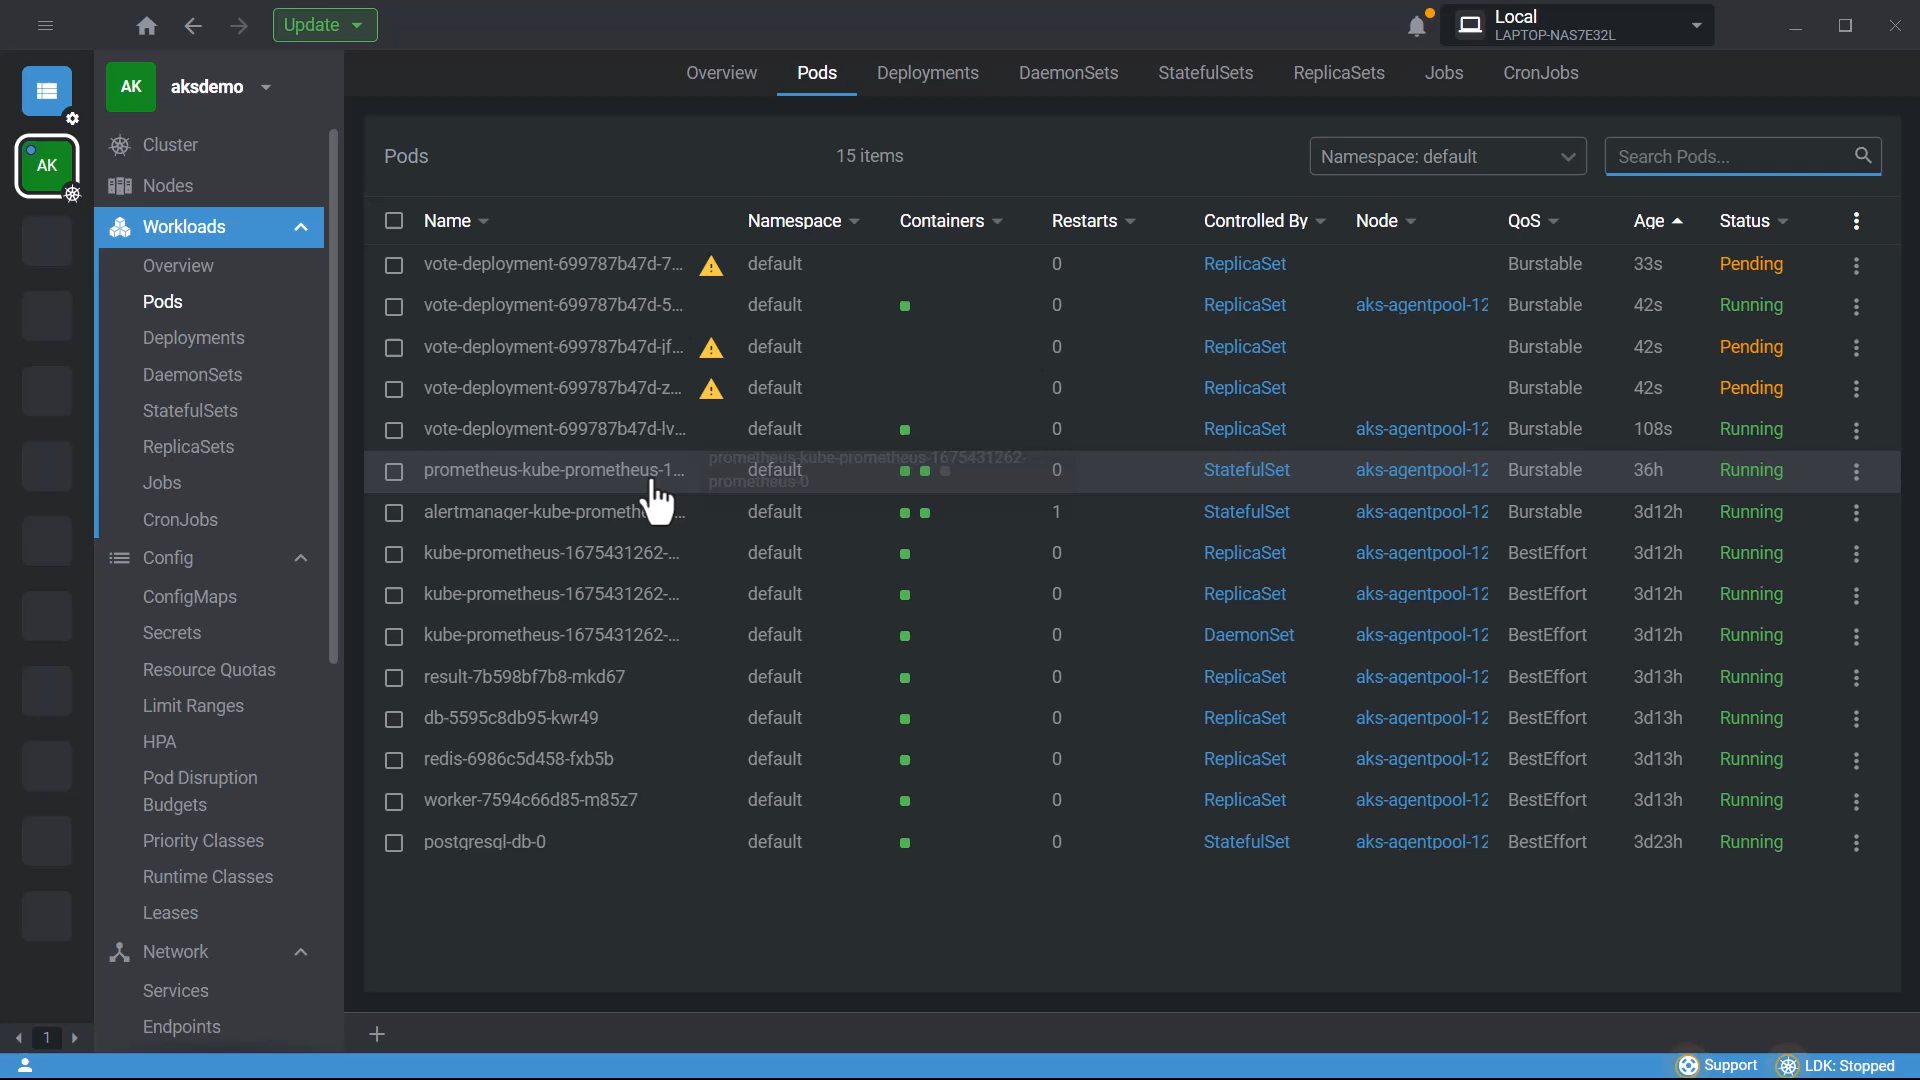 Update
Local
LAPTOP-NAS7E32L
AK
aksdemo
Overview
Pods
Deployments
DaemonSets
StatefulSets
ReplicaSets
Jobs
CronJobs
AK
Cluster
Nodes
Workloads
Overview
Pods
Deployments
DaemonSets
StatefulSets
ReplicaSets
Jobs
CronJobs
Config
ConfigMaps
Secrets
Resource Quotas
Limit Ranges
HPA
Pod Disruption
Budgets
Priority Classes
Runtime Classes
Leases
Network
Services
Endpoints
Pods 15 items Namespace: default Search Pods...
Name Namespace Containers Restarts Controlled By Node QoS Age Status
vote-deployment-699787b47d-7... default 0 ReplicaSet Burstable 33s Pending
vote-deployment-699787b47d-5... default 0 ReplicaSet aks-agentpool-12 Burstable 42s Running
vote-deployment-699787b47d-jf... default 0 ReplicaSet Burstable 42s Pending
vote-deployment-699787b47d-z... default 0 ReplicaSet Burstable 42s Pending
vote-deployment-699787b47d-lv... default 0 ReplicaSet aks-agentpool-12 Burstable 108s Running
prometheus-kube-prometheus-1... default 0 StatefulSet aks-agentpool-12 Burstable 36h Running
prometheus-kube-prometheus-1675431262-
prometheus-0
alertmanager-kube-prometh ... default 1 StatefulSet aks-agentpool-12 Burstable 3d12h Running
kube-prometheus-1675431262-... default 0 ReplicaSet aks-agentpool-12 BestEffort 3d12h Running
kube-prometheus-1675431262-... default 0 ReplicaSet aks-agentpool-12 BestEffort 3d12h Running
kube-prometheus-1675431262-... default 0 DaemonSet aks-agentpool-12 BestEffort 3d12h Running
result-7b598bf7b8-mkd67 default 0 ReplicaSet aks-agentpool-12 BestEffort 3d13h Running
db-5595c8db95-kwr49 default 0 ReplicaSet aks-agentpool-12 BestEffort 3d13h Running
redis-6986c5d458-fxb5b default 0 ReplicaSet aks-agentpool-12 BestEffort 3d13h Running
worker-7594c66d85-m85z7 default 0 ReplicaSet aks-agentpool-12 BestEffort 3d13h Running
postgresql-db-0 default 0 StatefulSet aks-agentpool-12 BestEffort 3d23h Running
1
Support LDK: Stopped